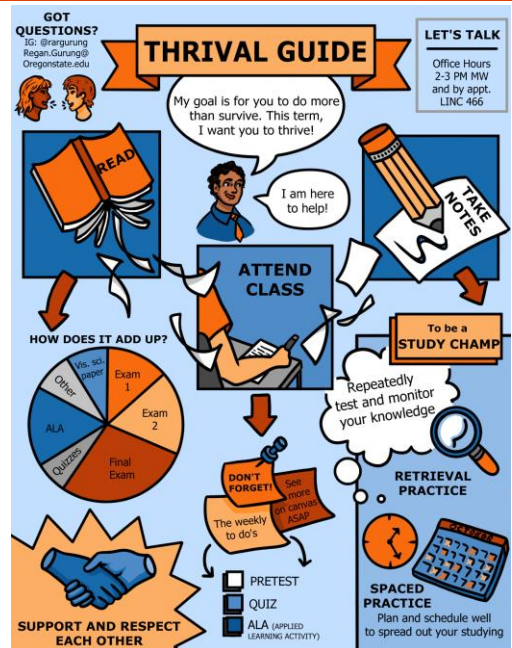 GOT
QUESTIONS?
IG: @rargurung
Regan.Gurung@
Oregonstate.edu
THRIVAL GUIDE
LET'S TALK
Office Hours
2-3 PM MW
and by appt.
LINC 466
My goal is for you to do more
than survive. This term,
I want you to thrive!
I am here
to help!
READ
ATTEND
CLASS
TAKE
NOTES
HOW DOES IT ADD UP?
Vis. sci.
paper
Exam
1
Exam
2
Final
Exam
Quizzes
ALA
Other
To be a
STUDY CHAMP
Repeatedly
test and monitor
your knowledge
RETRIEVAL
PRACTICE
OCTOBER
SPACED
PRACTICE
Plan and schedule well
to spread out your studying
DON'T
FORGET!
See
more
on canvas
ASAP
The weekly
to do's
PRETEST
QUIZ
ALA (APPLIED
LEARNING ACTIVITY)
SUPPORT AND RESPECT
EACH OTHER